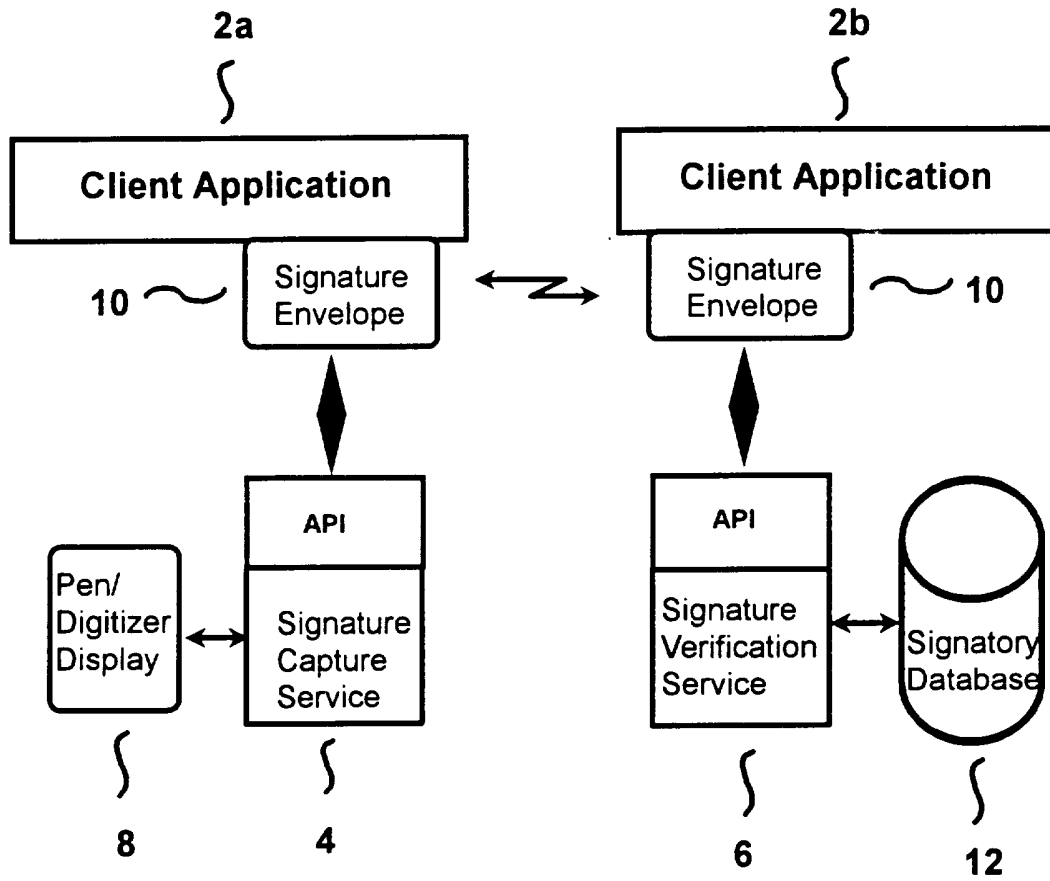 2a
2b
Client Application
Client Application
10
Signature
Envelope
Signature
Envelope
10
API
API
Pen/
Digitizer
Display
Signature
Capture
Service
Signature
Verification
Service
Signatory
Database
8
4
6
12